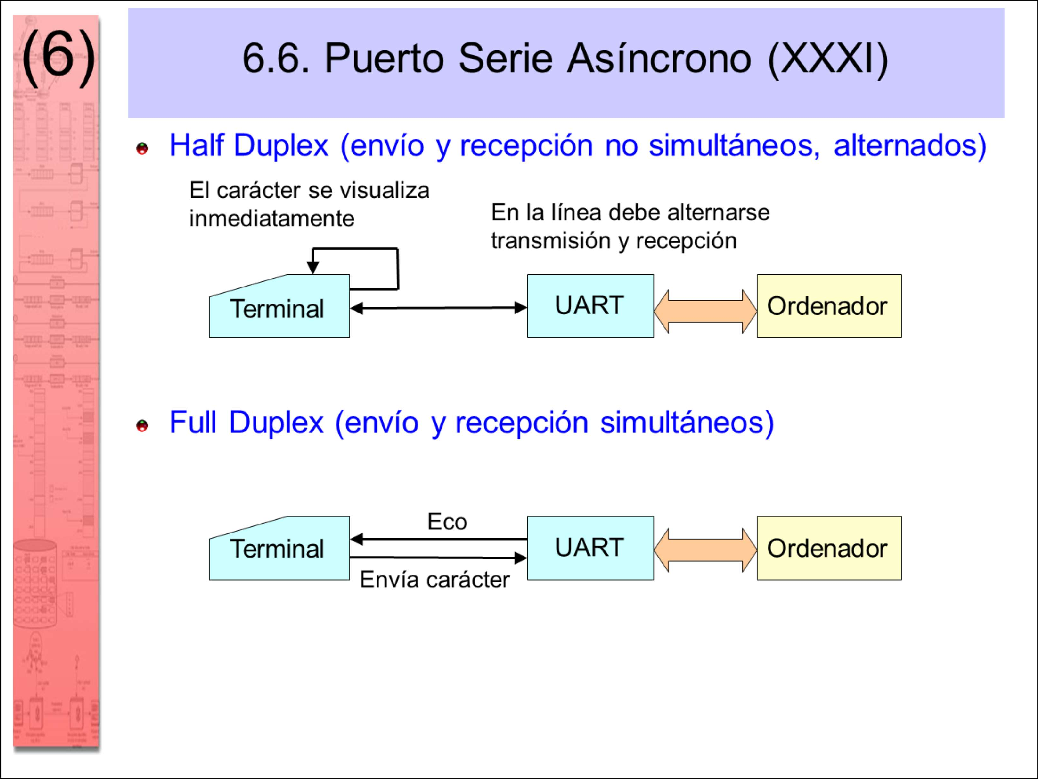 (6)
6.6. Puerto Serie Asíncrono (XXXI)
Half Duplex (envío y recepción no simultáneos, alternados)
El carácter se visualiza
inmediatamente
En la línea debe alternarse
transmisión y recepción
Terminal
UART
Ordenador
Full Duplex (envío y recepción simultáneos)
Eco
Terminal
UART
Ordenador
Envía carácter